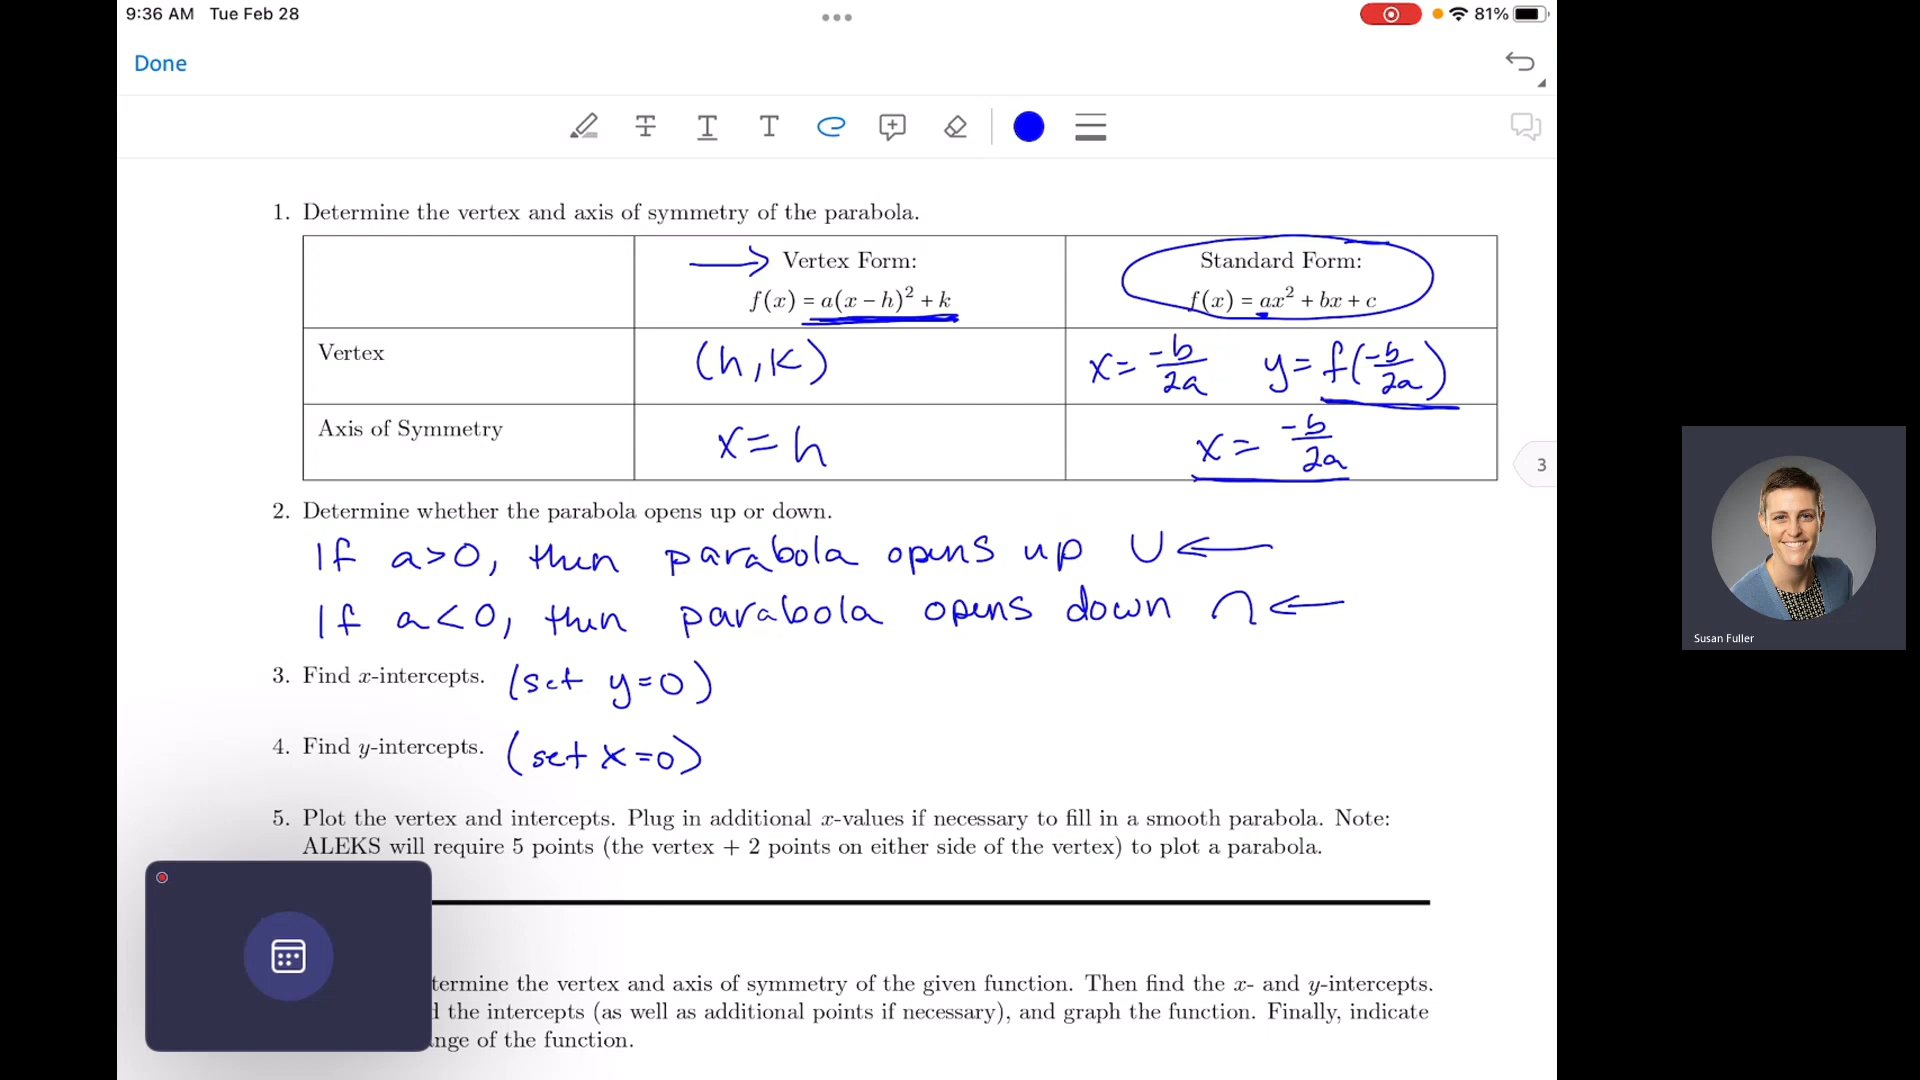 9:36 AM Tue Feb 28
81%
Done
1. Determine the vertex and axis of symmetry of the parabola.
Vertex Form: Standard Form:
f(x) = a(x − h)² + k f(x) = ax² + bx + c
Vertex (h,k) x = -b/2a y = f(-b/2a)
Axis of Symmetry x = h x = -b/2a
3
2. Determine whether the parabola opens up or down.
If a>0, then parabola opens up ∪ ←
If a<0, then parabola opens down ∩ ←
3. Find x-intercepts. (set y=0)
4. Find y-intercepts. (set x=0)
5. Plot the vertex and intercepts. Plug in additional x-values if necessary to fill in a smooth parabola. Note:
ALEKS will require 5 points (the vertex + 2 points on either side of the vertex) to plot a parabola.
termine the vertex and axis of symmetry of the given function. Then find the x- and y-intercepts.
the intercepts (as well as additional points if necessary), and graph the function. Finally, indicate
nge of the function.
Susan Fuller